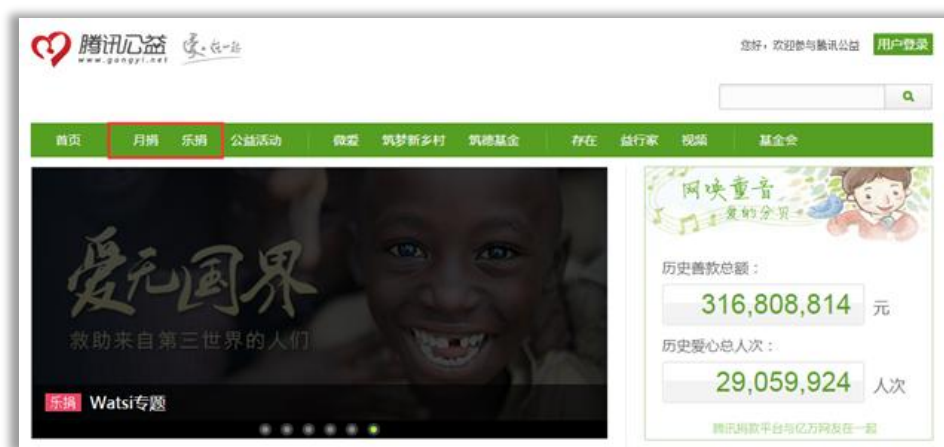 腾讯公益
www.gongyi.net
爱·在一起
您好，欢迎参与腾讯公益 用户登录
首页 月捐 乐捐 公益活动 微爱 筑梦新乡村 筑德基金 存在 益行家 视频 基金会
爱无国界
救助来自第三世界的人们
乐捐 Watsi专题
网唤重音
爱的分贝
历史善款总额：
316,808,814 元
历史爱心总人次：
29,059,924 人次
腾讯捐款平台与亿万网友在一起